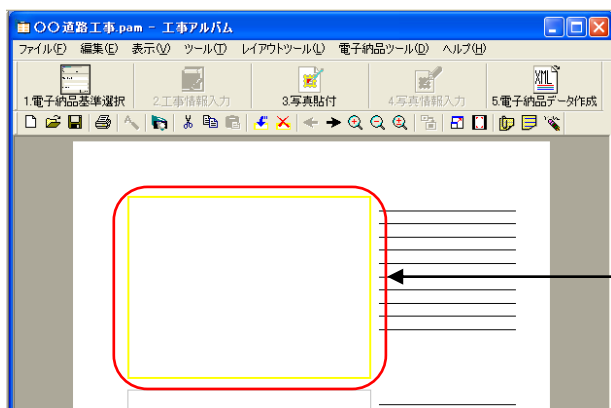 〇〇道路工事.pam - 工事アルバム
ファイル(F) 編集(E) 表示(V) ツール(T) レイアウトツール(L) 電子納品ツール(D) ヘルプ(H)
1.電子納品基準選択 2.工事情報入力 3.写真貼付 4.写真情報入力 5.電子納品データ作成
XML